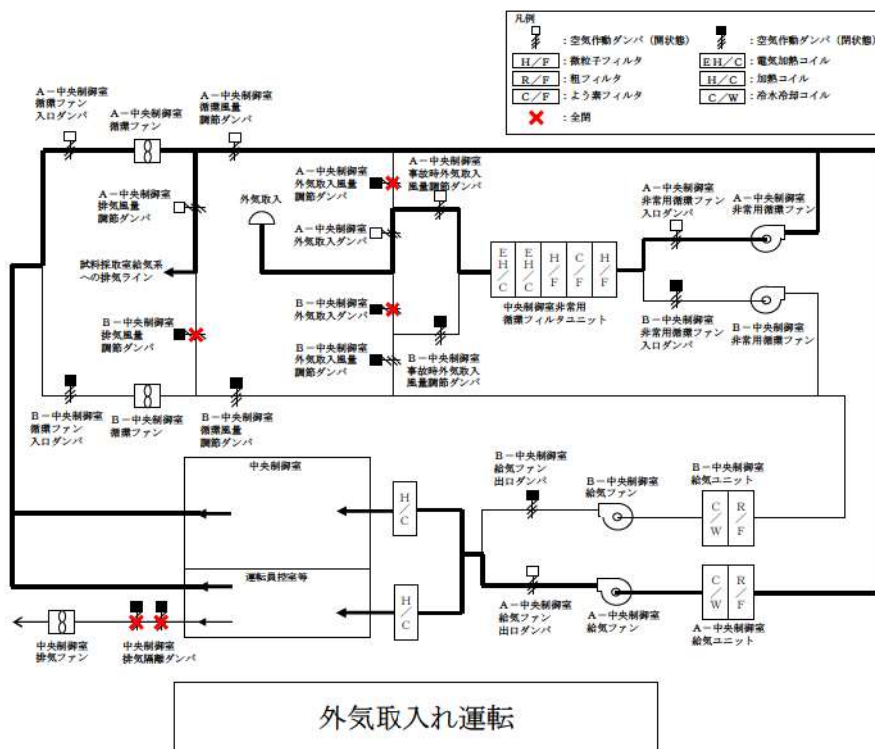 凡例
：空気作動ダンパ（開状態）
：空気作動ダンパ（閉状態）
H／F
：微粒子フィルタ
EH／C
：電気加熱コイル
R／F
：粗フィルタ
H／C
：加熱コイル
C／F
：よう素フィルタ
C／W
：冷水冷却コイル
：全閉
A－中央制御室
循環ファン
入口ダンパ
A－中央制御室
循環ファン
A－中央制御室
循環風量
調節ダンパ
A－中央制御室
排気風量
調節ダンパ
外気取入
A－中央制御室
外気取入風量
調節ダンパ
A－中央制御室
事故時外気取入
風量調節ダンパ
A－中央制御室
外気取入ダンパ
A－中央制御室
非常用循環ファン
入口ダンパ
A－中央制御室
非常用循環ファン
試料採取室給気系
への排気ライン
EH／C
EH／C
H／F
C／F
H／F
中央制御室非常用
循環フィルタユニット
B－中央制御室
排気風量
調節ダンパ
B－中央制御室
外気取入ダンパ
B－中央制御室
外気取入風量
調節ダンパ
B－中央制御室
事故時外気取入
風量調節ダンパ
B－中央制御室
非常用循環ファン
入口ダンパ
B－中央制御室
非常用循環ファン
B－中央制御室
循環ファン
入口ダンパ
B－中央制御室
循環ファン
B－中央制御室
循環風量
調節ダンパ
中央制御室
H／C
B－中央制御室
給気ファン
出口ダンパ
B－中央制御室
給気ファン
B－中央制御室
給気ユニット
C／W
R／F
運転員控室等
H／C
A－中央制御室
給気ファン
出口ダンパ
A－中央制御室
給気ファン
C／W
R／F
A－中央制御室
給気ユニット
中央制御室
排気ファン
中央制御室
排気隔離ダンパ
外気取入れ運転